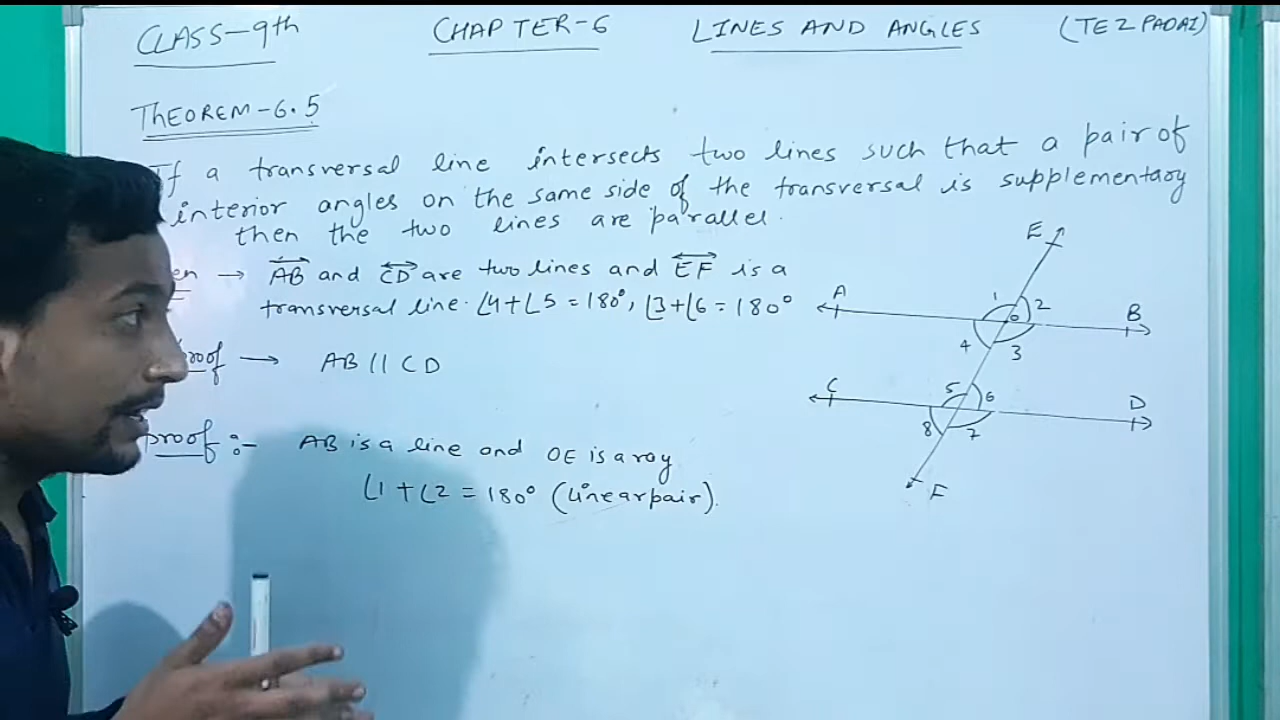 CLASS-9th CHAPTER-6 LINES AND ANGLES (TEZ PADAI)
THEOREM-6.5
If a transversal line intersects two lines such that a pair of
interior angles on the same side of the transversal is supplementary
then the two lines are parallel.
en → AB and CD are two lines and EF is a
transversal line. ∠4+∠5=180°, ∠3+∠6=180°
proof → AB || CD
proof :- AB is a line and OE is a ray
∠1+∠2=180° (Linear pair).
E
A 1 2 B
O
4 3
C 5 6 D
8 7
F